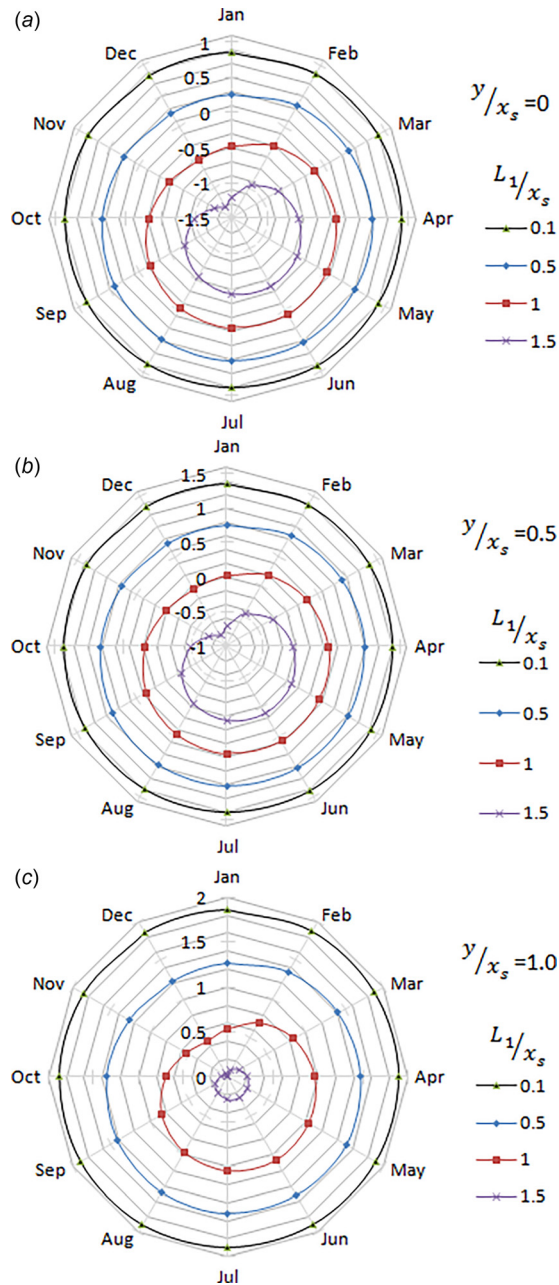 (a)
Jan
Feb
Mar
Apr
May
Jun
Jul
Aug
Sep
Oct
Nov
Dec
1
0.5
0
-0.5
-1
-1.5
y/xs =0
L1/xs
0.1
0.5
1
1.5
(b)
Jan
Feb
Mar
Apr
May
Jun
Jul
Aug
Sep
Oct
Nov
Dec
1.5
1
0.5
0
-0.5
-1
y/xs =0.5
L1/xs
0.1
0.5
1
1.5
(c)
Jan
Feb
Mar
Apr
May
Jun
Jul
Aug
Sep
Oct
Nov
Dec
2
1.5
1
0.5
0
y/xs =1.0
L1/xs
0.1
0.5
1
1.5